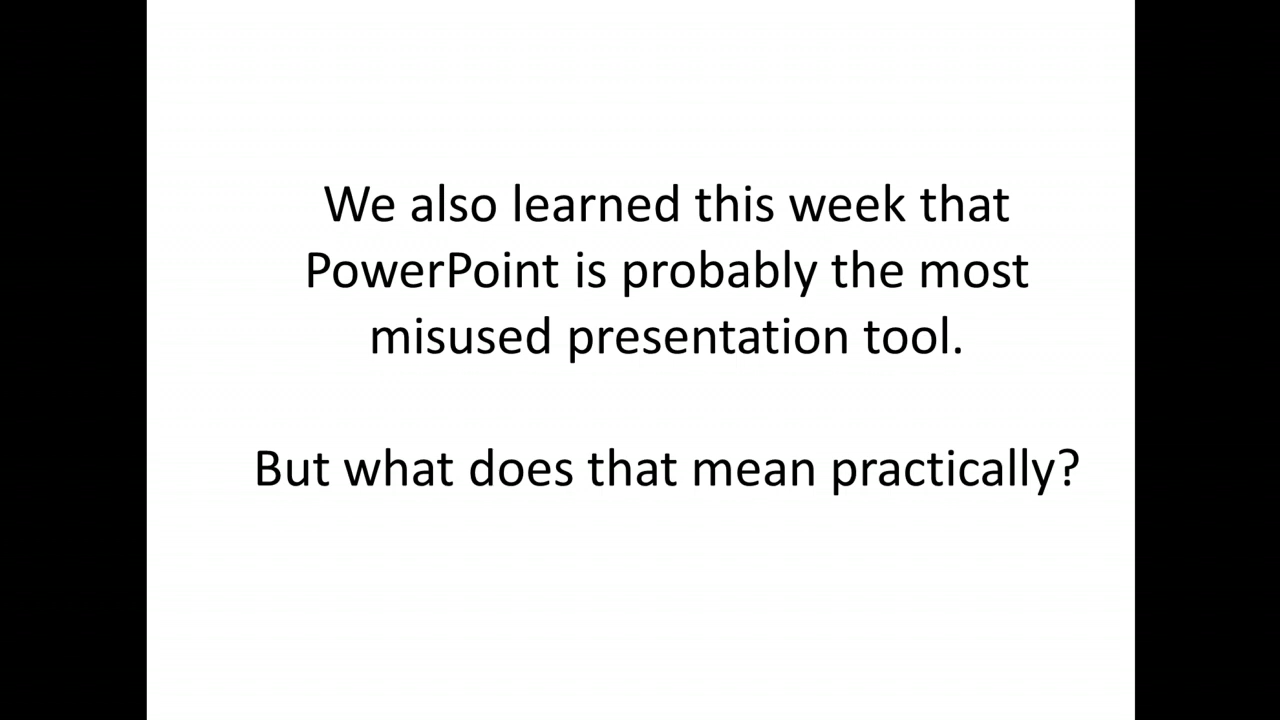 We also learned this week that
PowerPoint is probably the most
misused presentation tool.
But what does that mean practically?